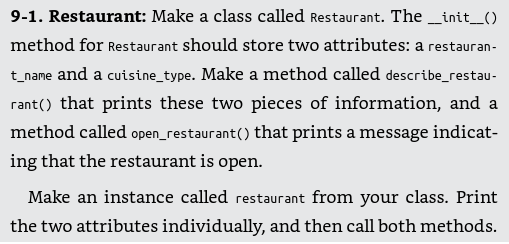 9-1. Restaurant: Make a class called Restaurant. The __init__()
method for Restaurant should store two attributes: a restauran-
t_name and a cuisine_type. Make a method called describe_restau-
rant() that prints these two pieces of information, and a
method called open_restaurant() that prints a message indicat-
ing that the restaurant is open.
Make an instance called restaurant from your class. Print
the two attributes individually, and then call both methods.